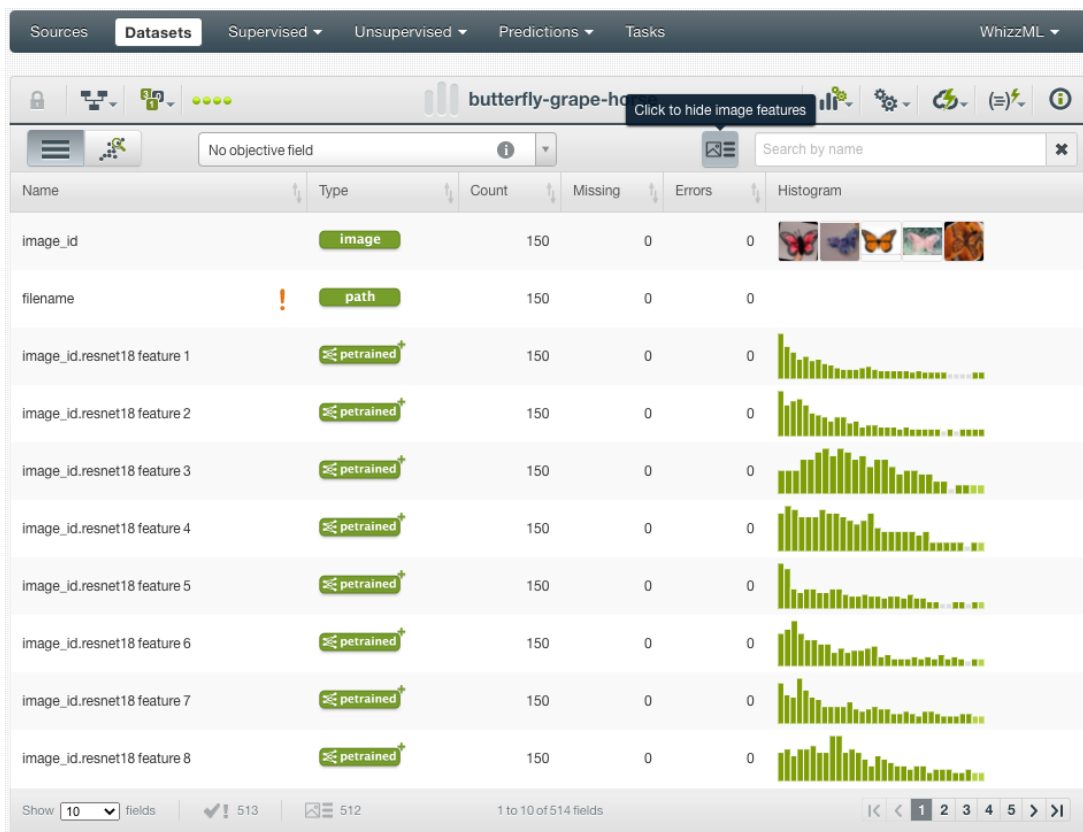 Sources Datasets Supervised Unsupervised Predictions Tasks WhizzML
butterfly-grape-horse
Click to hide image features
No objective field Search by name
Name Type Count Missing Errors Histogram
image_id image 150 0 0
filename ! path 150 0 0
image_id.resnet18 feature 1 petrained 150 0 0
image_id.resnet18 feature 2 petrained 150 0 0
image_id.resnet18 feature 3 petrained 150 0 0
image_id.resnet18 feature 4 petrained 150 0 0
image_id.resnet18 feature 5 petrained 150 0 0
image_id.resnet18 feature 6 petrained 150 0 0
image_id.resnet18 feature 7 petrained 150 0 0
image_id.resnet18 feature 8 petrained 150 0 0
Show 10 fields 513 512 1 to 10 of 514 fields 1 2 3 4 5